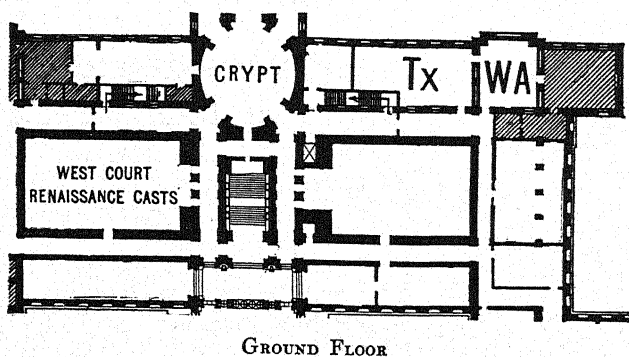 CRYPT
Tx
WA
WEST COURT
RENAISSANCE CASTS
GROUND FLOOR